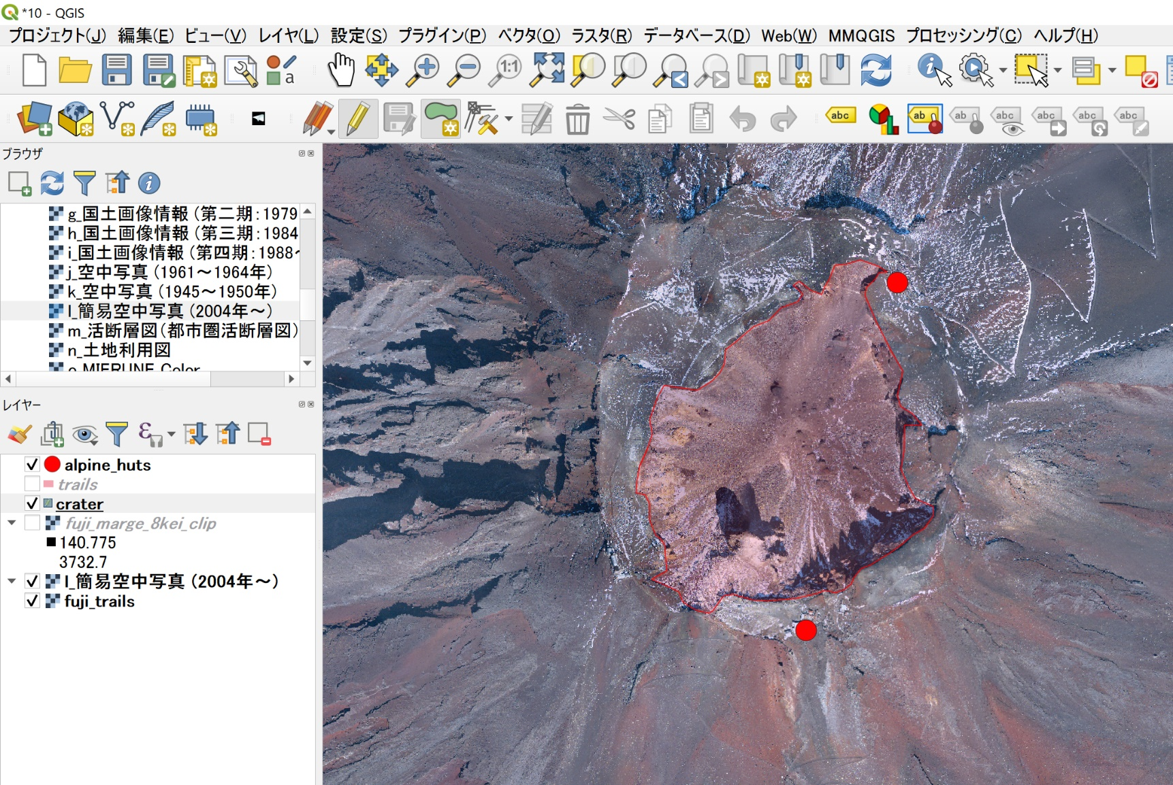 *10 - QGIS
プロジェクト(J) 編集(E) ビュー(V) レイヤ(L) 設定(S) プラグイン(P) ベクタ(O) ラスタ(R) データベース(D) Web(W) MMQGIS プロセッシング(C) ヘルプ(H)
1:1
a
abc ab ab abc abc abc abc
ブラウザ
g_国土画像情報（第二期：1979
h_国土画像情報（第三期：1984
i_国土画像情報（第四期：1988～
j_空中写真（1961～1964年）
k_空中写真（1945～1950年）
l_簡易空中写真（2004年～）
m_活断層図（都市圏活断層図）
n_土地利用図
o_MIERUNE Color
レイヤー
alpine_huts
trails
crater
fuji_marge_8kei_clip
140.775
3732.7
l_簡易空中写真（2004年～）
fuji_trails